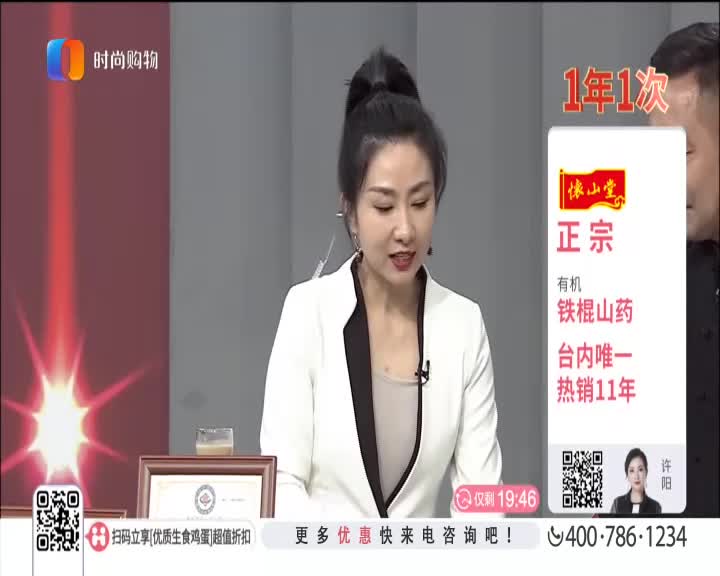 时尚购物
1年1次
懷山堂
正宗
有机
铁棍山药
台内唯一
热销11年
许阳
仅剩 19:46
扫码立享[优质生食鸡蛋]超值折扣
更多优惠快来电咨询吧！
400-786-1234